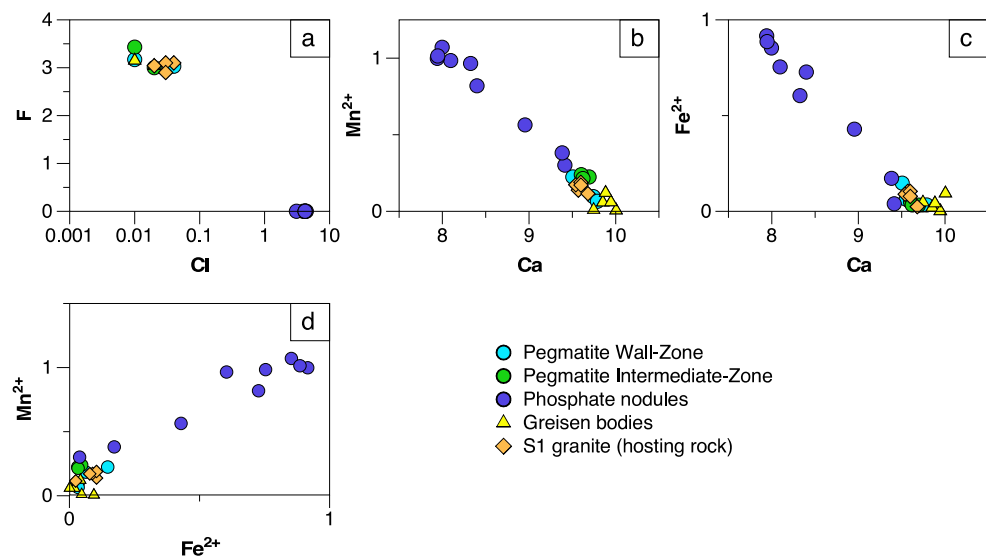 a
4
3
2
1
0
F
0.001
0.01
0.1
1
10
Cl
b
1
0
Mn2+
8
9
10
Ca
c
1
0
Fe2+
8
9
10
Ca
d
1
0
Mn2+
0
1
Fe2+
Pegmatite Wall-Zone
Pegmatite Intermediate-Zone
Phosphate nodules
Greisen bodies
S1 granite (hosting rock)